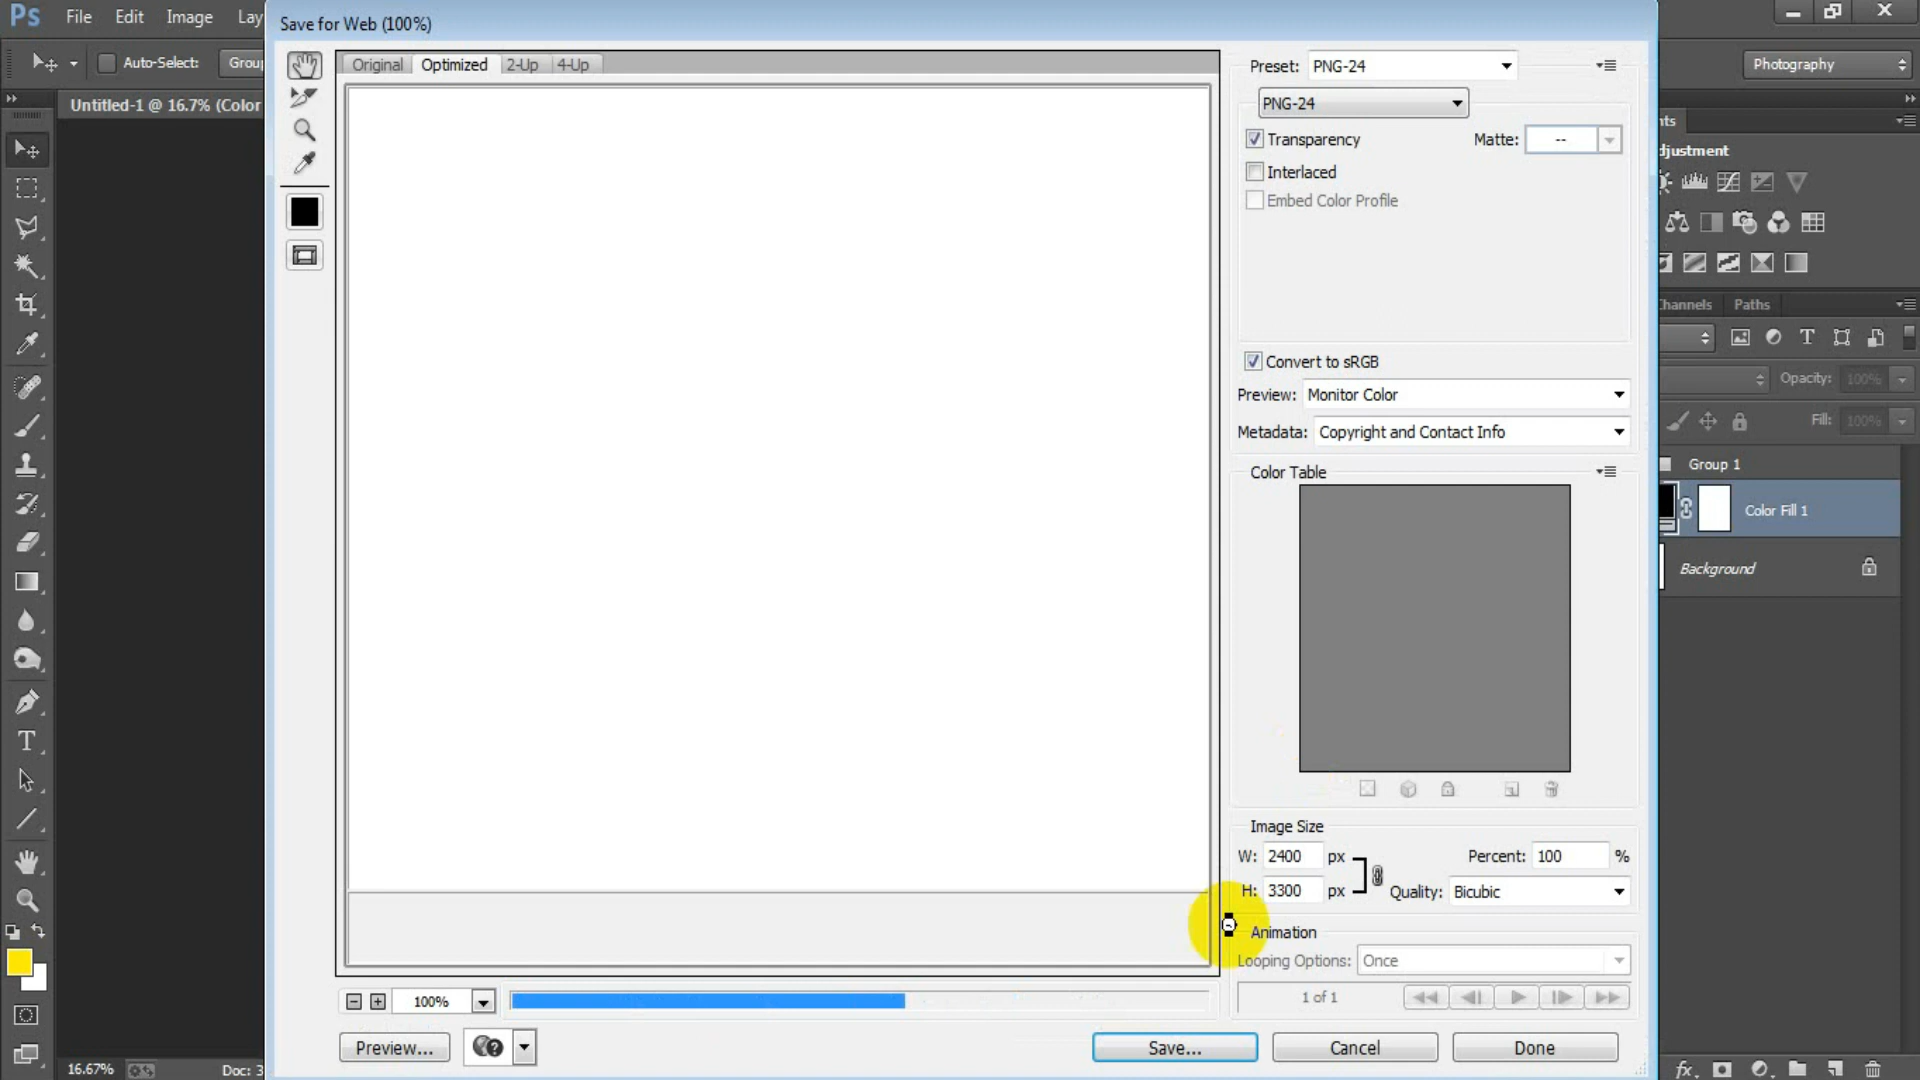 Ps File Edit Image Lay
Save for Web (100%)
Auto-Select: Group
Photography
Original Optimized 2-Up 4-Up
Preset: PNG-24
PNG-24
Untitled-1 @ 16.7% (Color
Transparency Matte: --
Interlaced
Embed Color Profile
Convert to sRGB
Preview: Monitor Color
Metadata: Copyright and Contact Info
Color Table
Image Size
W: 2400 px Percent: 100 %
H: 3300 px Quality: Bicubic
Animation
Looping Options: Once
1 of 1
100%
Preview... Save... Cancel Done
16.67% Doc: 3
nts
djustment
Channels Paths
Opacity: 100%
Fill: 100%
Group 1
Color Fill 1
Background
fx